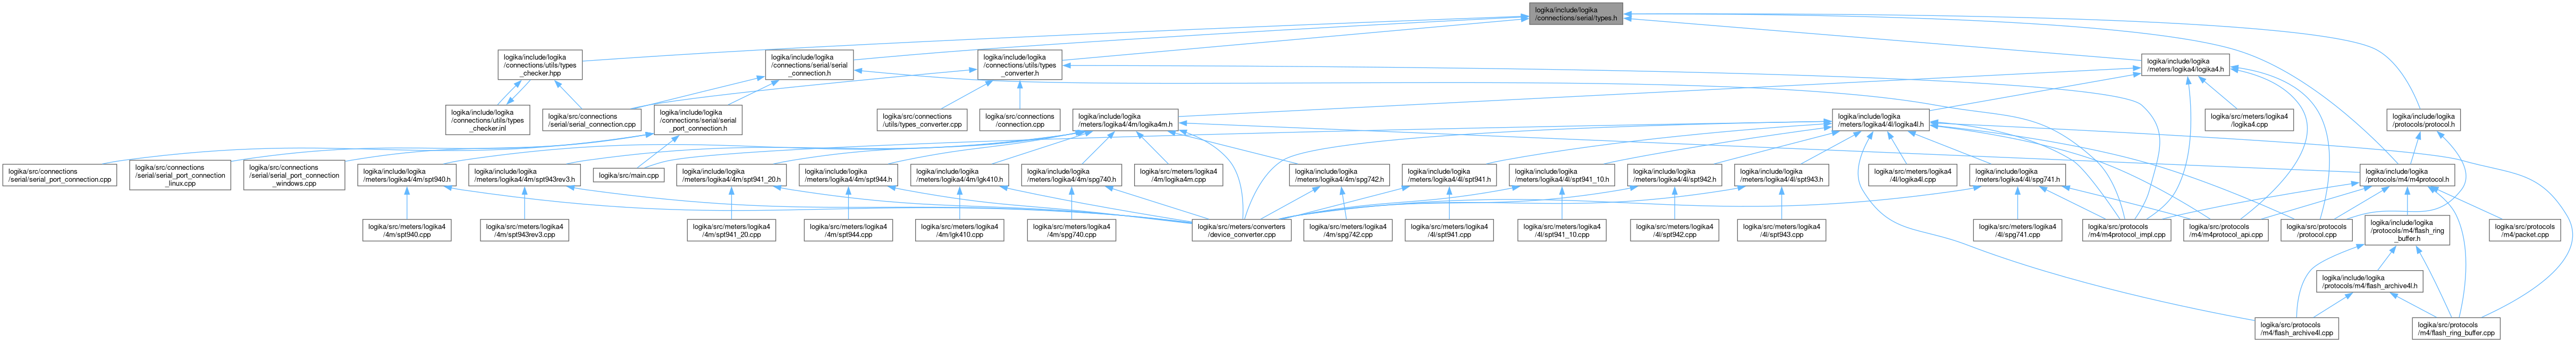 logika/include/logika
/connections/serial/types.h
logika/include/logika
/connections/utils/types
_checker.hpp
logika/include/logika
/connections/serial/serial
_connection.h
logika/include/logika
/connections/utils/types
_converter.h
logika/include/logika
/meters/logika4/logika4.h
logika/include/logika
/connections/utils/types
_checker.inl
logika/src/connections
/serial/serial_connection.cpp
logika/include/logika
/connections/serial/serial
_port_connection.h
logika/src/connections
/utils/types_converter.cpp
logika/src/connections
/connection.cpp
logika/include/logika
/meters/logika4/4m/logika4m.h
logika/include/logika
/meters/logika4/4l/logika4l.h
logika/src/meters/logika4
/logika4.cpp
logika/include/logika
/protocols/protocol.h
logika/src/connections
/serial/serial_port_connection.cpp
logika/src/connections
/serial/serial_port_connection
_linux.cpp
logika/src/connections
/serial/serial_port_connection
_windows.cpp
logika/include/logika
/meters/logika4/4m/spt940.h
logika/include/logika
/meters/logika4/4m/spt943rev3.h
logika/src/main.cpp
logika/include/logika
/meters/logika4/4m/spt941_20.h
logika/include/logika
/meters/logika4/4m/spt944.h
logika/include/logika
/meters/logika4/4m/lgk410.h
logika/include/logika
/meters/logika4/4m/spg740.h
logika/src/meters/logika4
/4m/logika4m.cpp
logika/include/logika
/meters/logika4/4m/spg742.h
logika/include/logika
/meters/logika4/4l/spt941.h
logika/include/logika
/meters/logika4/4l/spt941_10.h
logika/include/logika
/meters/logika4/4l/spt942.h
logika/include/logika
/meters/logika4/4l/spt943.h
logika/src/meters/logika4
/4l/logika4l.cpp
logika/include/logika
/meters/logika4/4l/spg741.h
logika/include/logika
/protocols/m4/m4protocol.h
logika/src/meters/logika4
/4m/spt940.cpp
logika/src/meters/logika4
/4m/spt943rev3.cpp
logika/src/meters/logika4
/4m/spt941_20.cpp
logika/src/meters/logika4
/4m/spt944.cpp
logika/src/meters/logika4
/4m/lgk410.cpp
logika/src/meters/logika4
/4m/spg740.cpp
logika/src/meters/converters
/device_converter.cpp
logika/src/meters/logika4
/4m/spg742.cpp
logika/src/meters/logika4
/4l/spt941.cpp
logika/src/meters/logika4
/4l/spt941_10.cpp
logika/src/meters/logika4
/4l/spt942.cpp
logika/src/meters/logika4
/4l/spt943.cpp
logika/src/meters/logika4
/4l/spg741.cpp
logika/src/protocols
/m4/m4protocol_impl.cpp
logika/src/protocols
/m4/m4protocol_api.cpp
logika/src/protocols
/protocol.cpp
logika/include/logika
/protocols/m4/flash_ring
_buffer.h
logika/src/protocols
/m4/packet.cpp
logika/include/logika
/protocols/m4/flash_archive4l.h
logika/src/protocols
/m4/flash_archive4l.cpp
logika/src/protocols
/m4/flash_ring_buffer.cpp